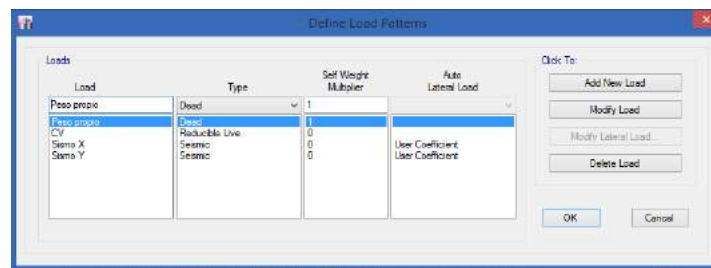 Define Load Patterns
Loads
Click To:
Load Type Self Weight Multiplier Auto Lateral Load
Peso propio Dead 1
Peso propio Dead 1
CV Reducible Live 0
Sismo X Seismic 0 User Coefficient
Sismo Y Seismic 0 User Coefficient
Add New Load
Modify Load
Modify Lateral Load...
Delete Load
OK Cancel